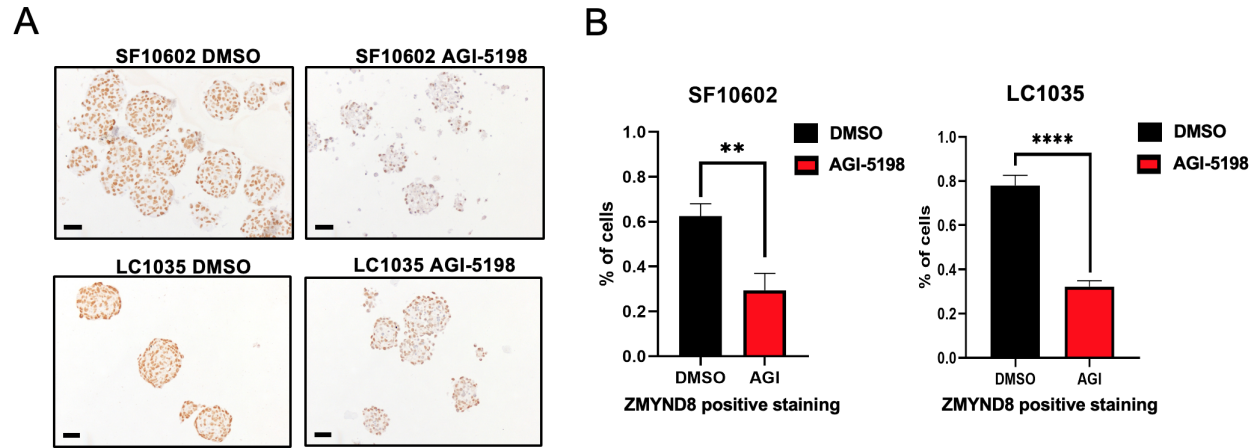 A
SF10602 DMSO
SF10602 AGI-5198
LC1035 DMSO
LC1035 AGI-5198
B
SF10602
DMSO
AGI-5198
**
% of cells
1.0
0.8
0.6
0.4
0.2
0.0
DMSO
AGI
ZMYND8 positive staining
LC1035
DMSO
AGI-5198
****
% of cells
1.0
0.8
0.6
0.4
0.2
0.0
DMSO
AGI
ZMYND8 positive staining